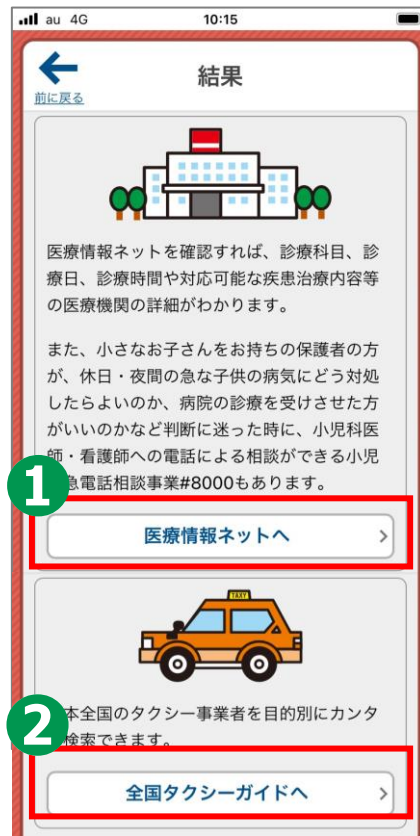 au 4G 10:15
結果
前に戻る
医療情報ネットを確認すれば、診療科目、診
療日、診療時間や対応可能な疾患治療内容等
の医療機関の詳細がわかります。
また、小さなお子さんをお持ちの保護者の方
が、休日・夜間の急な子供の病気にどう対処
したらよいのか、病院の診療を受けさせた方
がいいのかなど判断に迷った時に、小児科医
師・看護師への電話による相談ができる小児
急電話相談事業#8000もあります。
1
医療情報ネットへ
TAXI
本全国のタクシー事業者を目的別にカンタ
検索できます。
2
全国タクシーガイドへ